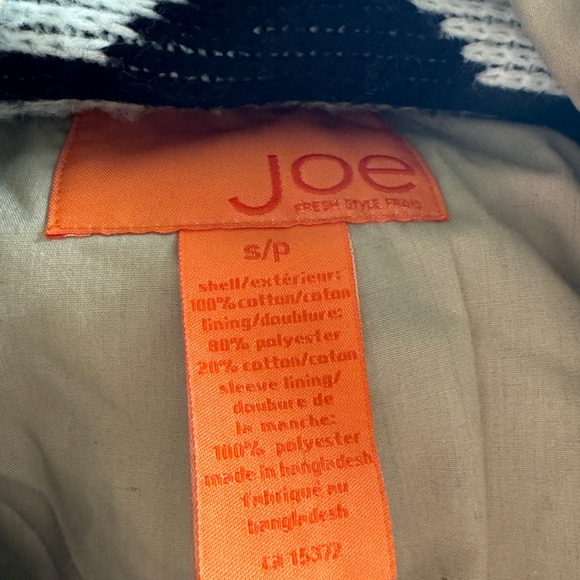 Joe
FRESH STYLE FRAIS
s/p
shell/extérieur:
100% cotton/coton
lining/doublure:
80% polyester
20% cotton/coton
sleeve lining/
doubure de
la manche:
100% polyester
made in bangladesh
fabriqué au
bangladesh
ca 15372